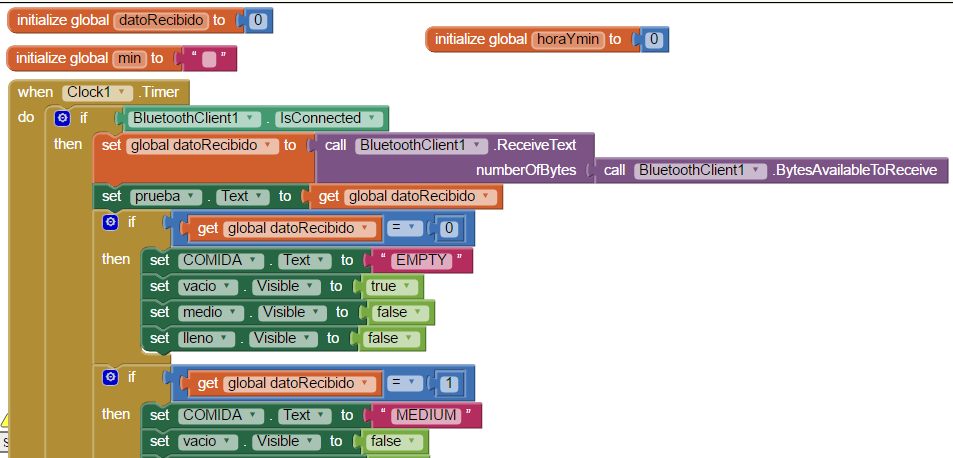 initialize global datoRecibido to 0
initialize global horaYmin to 0
initialize global min to " "
when Clock1 .Timer
do if BluetoothClient1 . IsConnected
then set global datoRecibido to call BluetoothClient1 .ReceiveText
numberOfBytes call BluetoothClient1 .BytesAvailableToReceive
set prueba . Text to get global datoRecibido
if get global datoRecibido = 0
then set COMIDA . Text to " EMPTY "
set vacio . Visible to true
set medio . Visible to false
set lleno . Visible to false
if get global datoRecibido = 1
then set COMIDA . Text to " MEDIUM "
set vacio . Visible to false